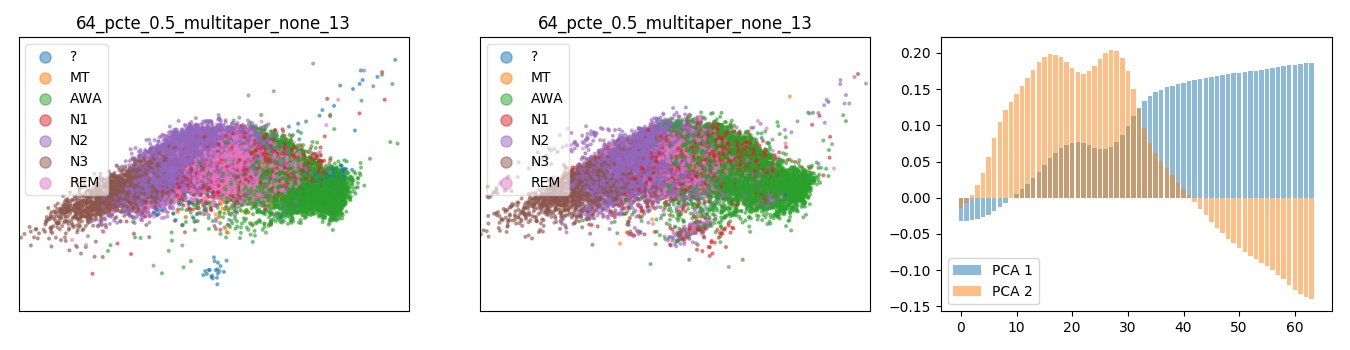 64_pcte_0.5_multitaper_none_13
?
MT
AWA
N1
N2
N3
REM
64_pcte_0.5_multitaper_none_13
?
MT
AWA
N1
N2
N3
REM
0.20
0.15
0.10
0.05
0.00
−0.05
−0.10
−0.15
PCA 1
PCA 2
0 10 20 30 40 50 60